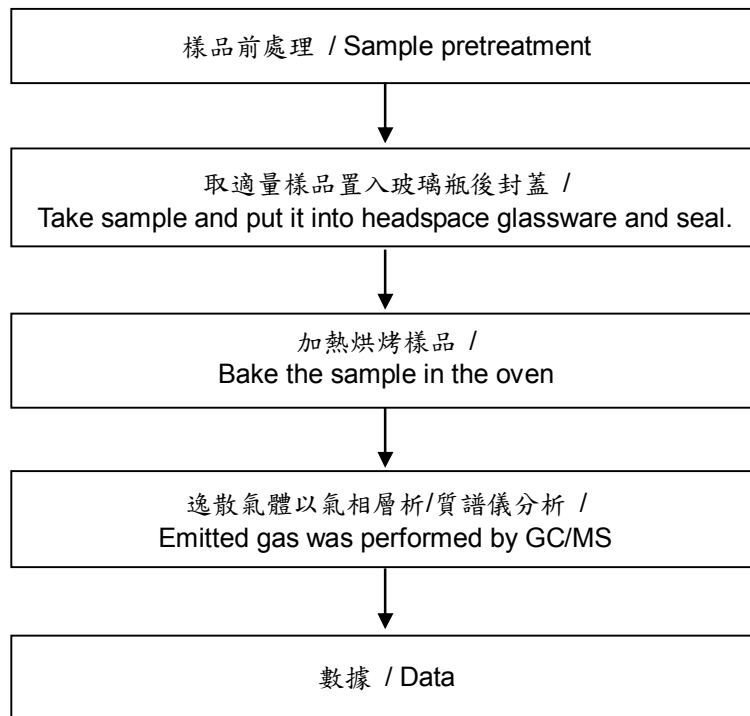 樣品前處理 / Sample pretreatment
取適量樣品置入玻璃瓶後封蓋 /
Take sample and put it into headspace glassware and seal.
加熱烘烤樣品 /
Bake the sample in the oven
逸散氣體以氣相層析/質譜儀分析 /
Emitted gas was performed by GC/MS
數據 / Data